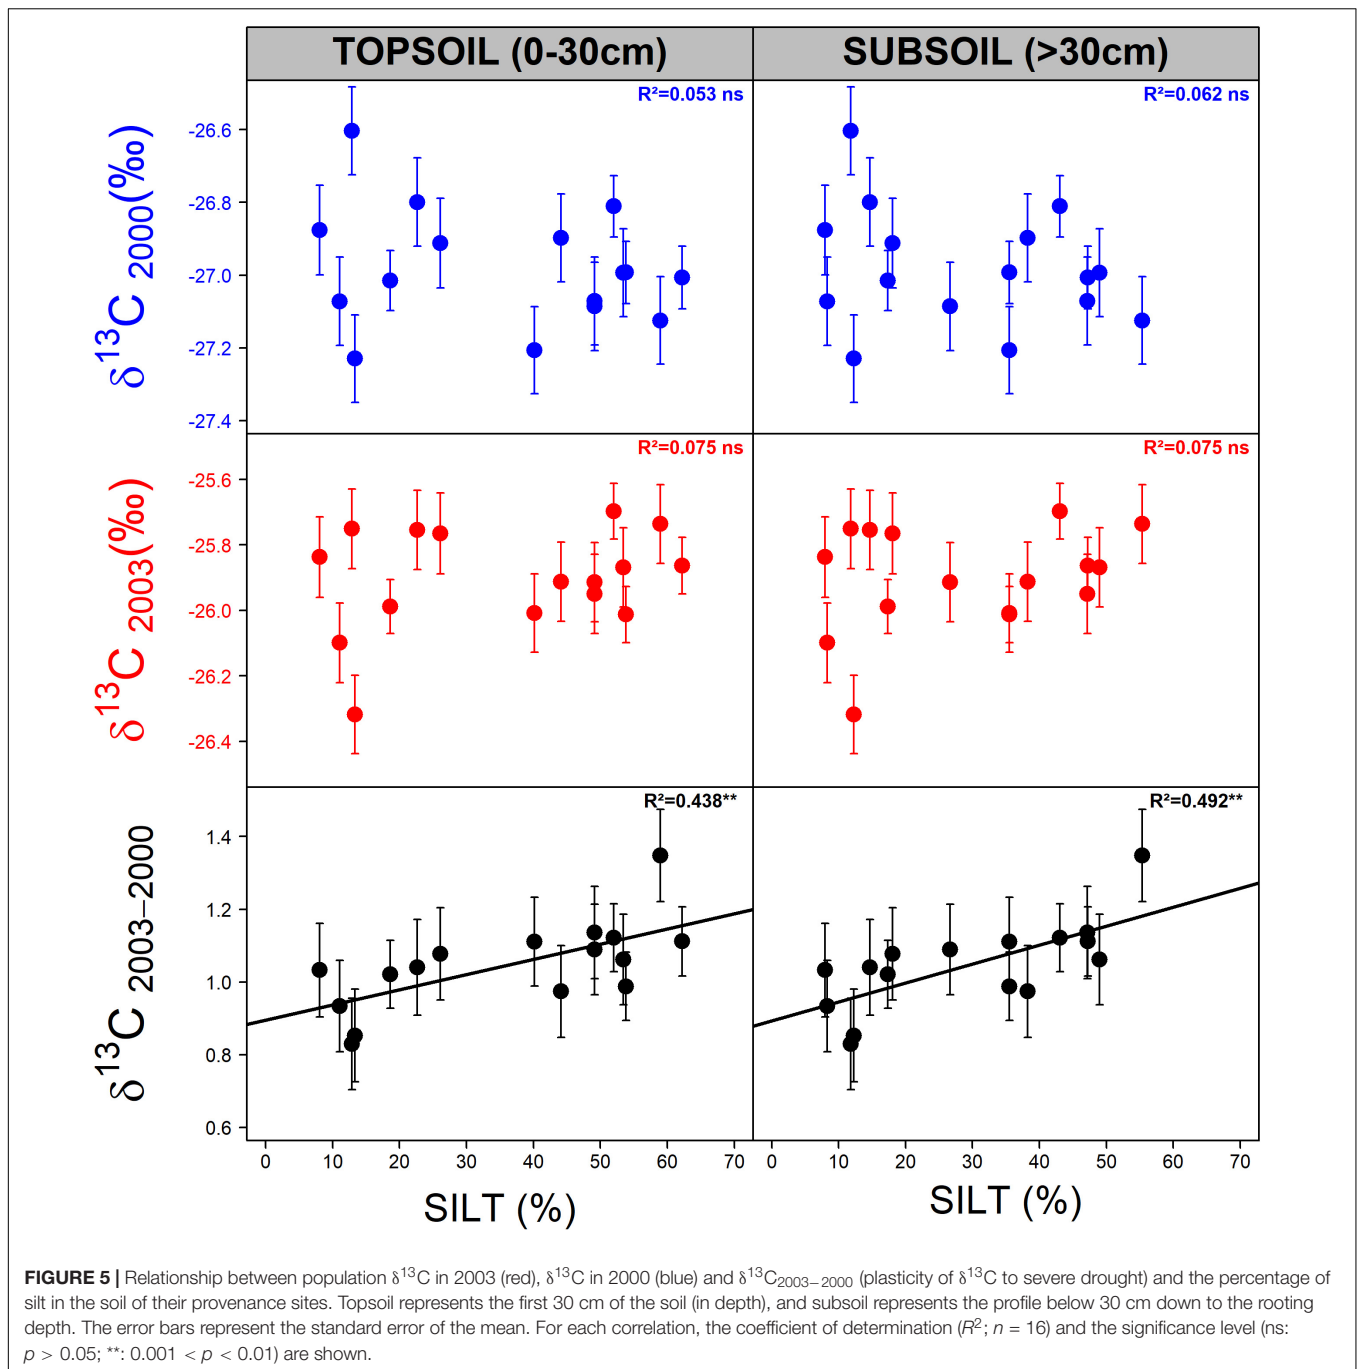 TOPSOIL (0-30cm) SUBSOIL (>30cm)
R²=0.053 ns R²=0.062 ns
δ13C 2000(‰)
-26.6
-26.8
-27.0
-27.2
-27.4
R²=0.075 ns R²=0.075 ns
δ13C 2003(‰)
-25.6
-25.8
-26.0
-26.2
-26.4
R²=0.438** R²=0.492**
δ13C 2003−2000
1.4
1.2
1.0
0.8
0.6
0 10 20 30 40 50 60 70 0 10 20 30 40 50 60 70
SILT (%) SILT (%)
FIGURE 5 | Relationship between population δ13C in 2003 (red), δ13C in 2000 (blue) and δ13C2003−2000 (plasticity of δ13C to severe drought) and the percentage of
silt in the soil of their provenance sites. Topsoil represents the first 30 cm of the soil (in depth), and subsoil represents the profile below 30 cm down to the rooting
depth. The error bars represent the standard error of the mean. For each correlation, the coefficient of determination (R2; n = 16) and the significance level (ns:
p > 0.05; **: 0.001 < p < 0.01) are shown.